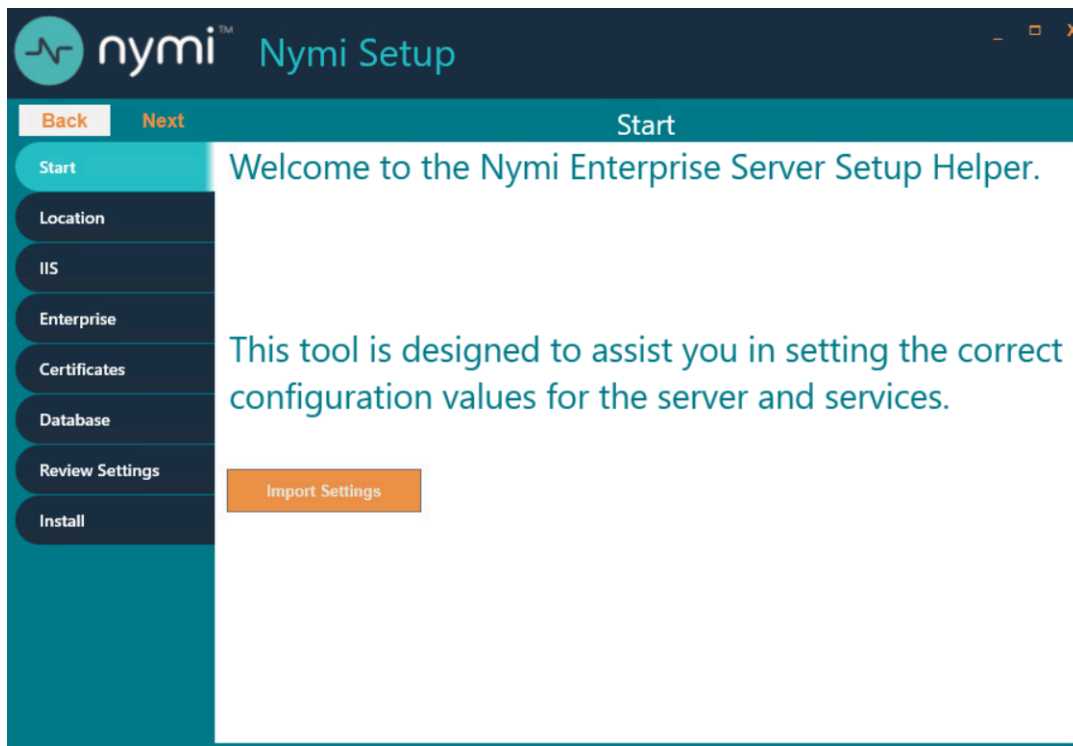 nymi™ Nymi Setup
Back Next Start
Start
Location
IIS
Enterprise
Certificates
Database
Review Settings
Install
Welcome to the Nymi Enterprise Server Setup Helper.
This tool is designed to assist you in setting the correct
configuration values for the server and services.
Import Settings